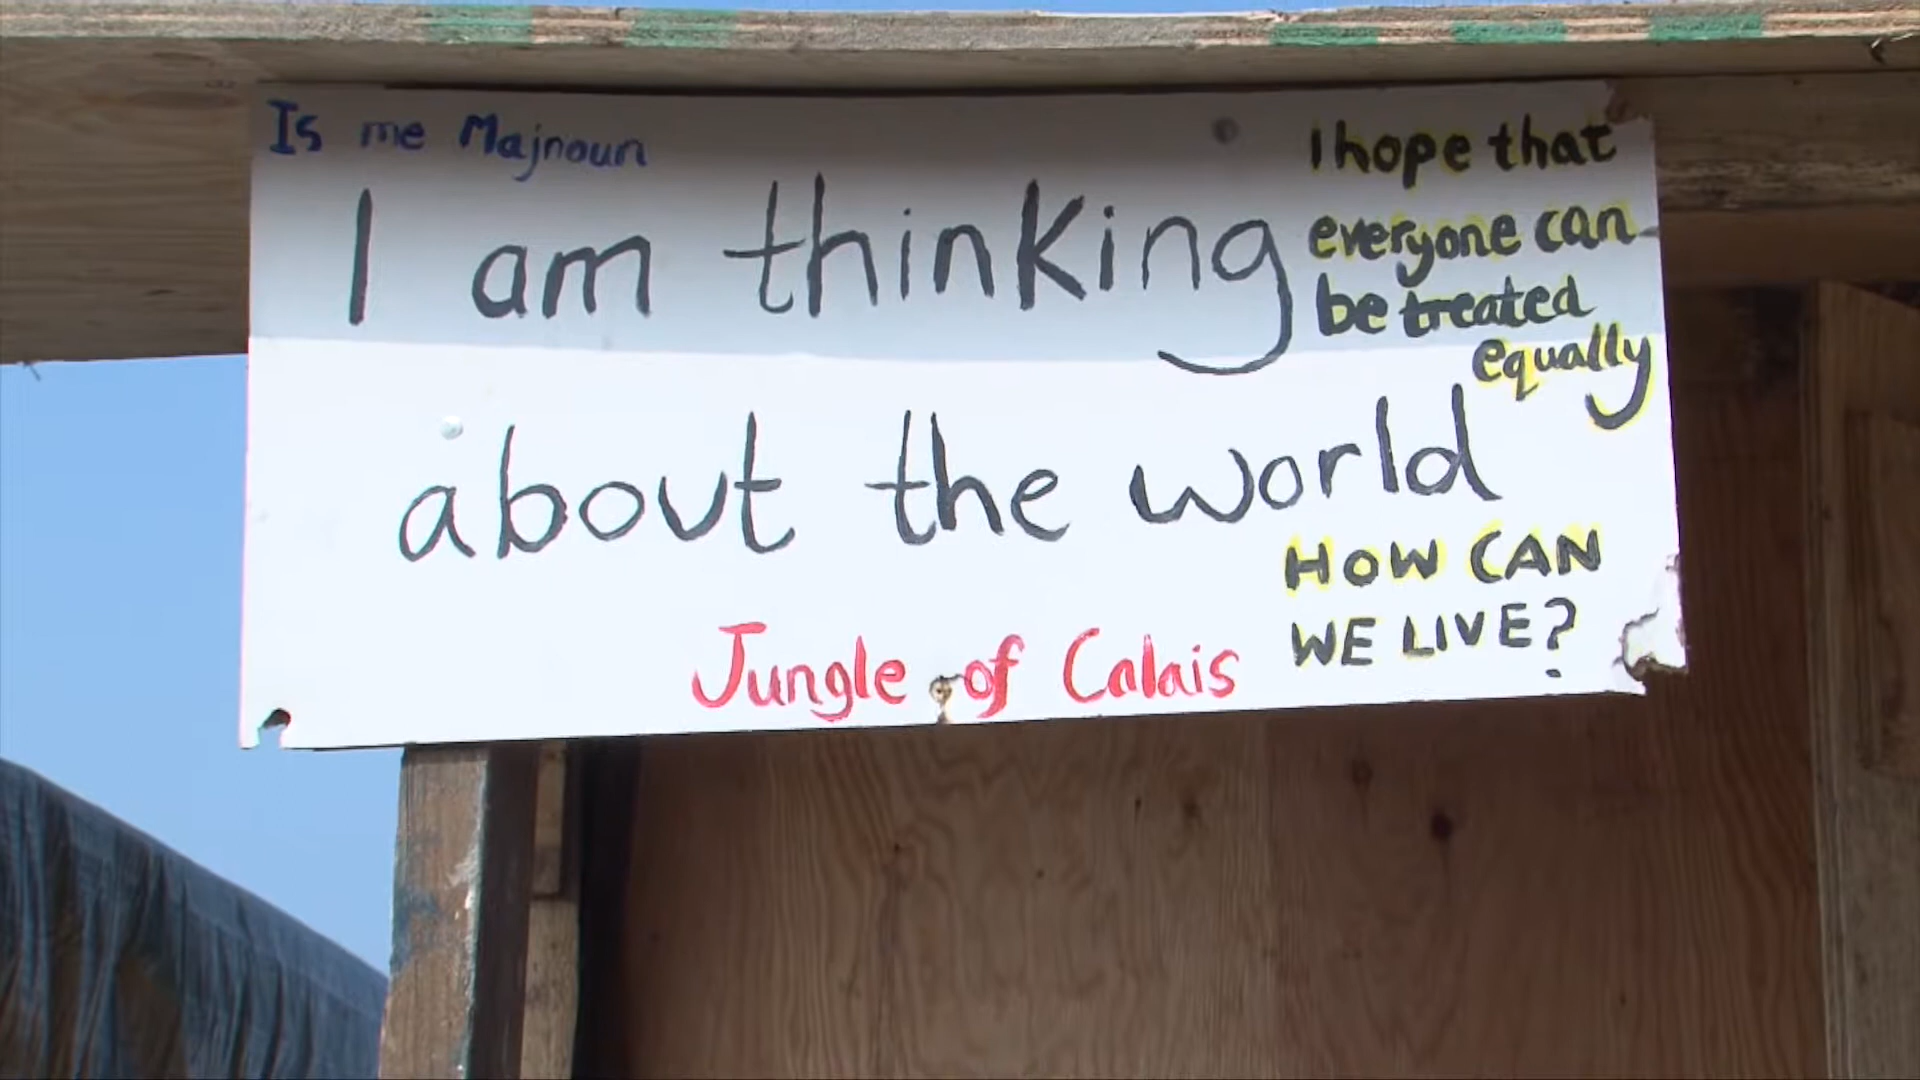 Is me Majnoun
I am thinking
about the world
Jungle of Calais
I hope that
everyone can
be treated
equally
HOW CAN
WE LIVE?